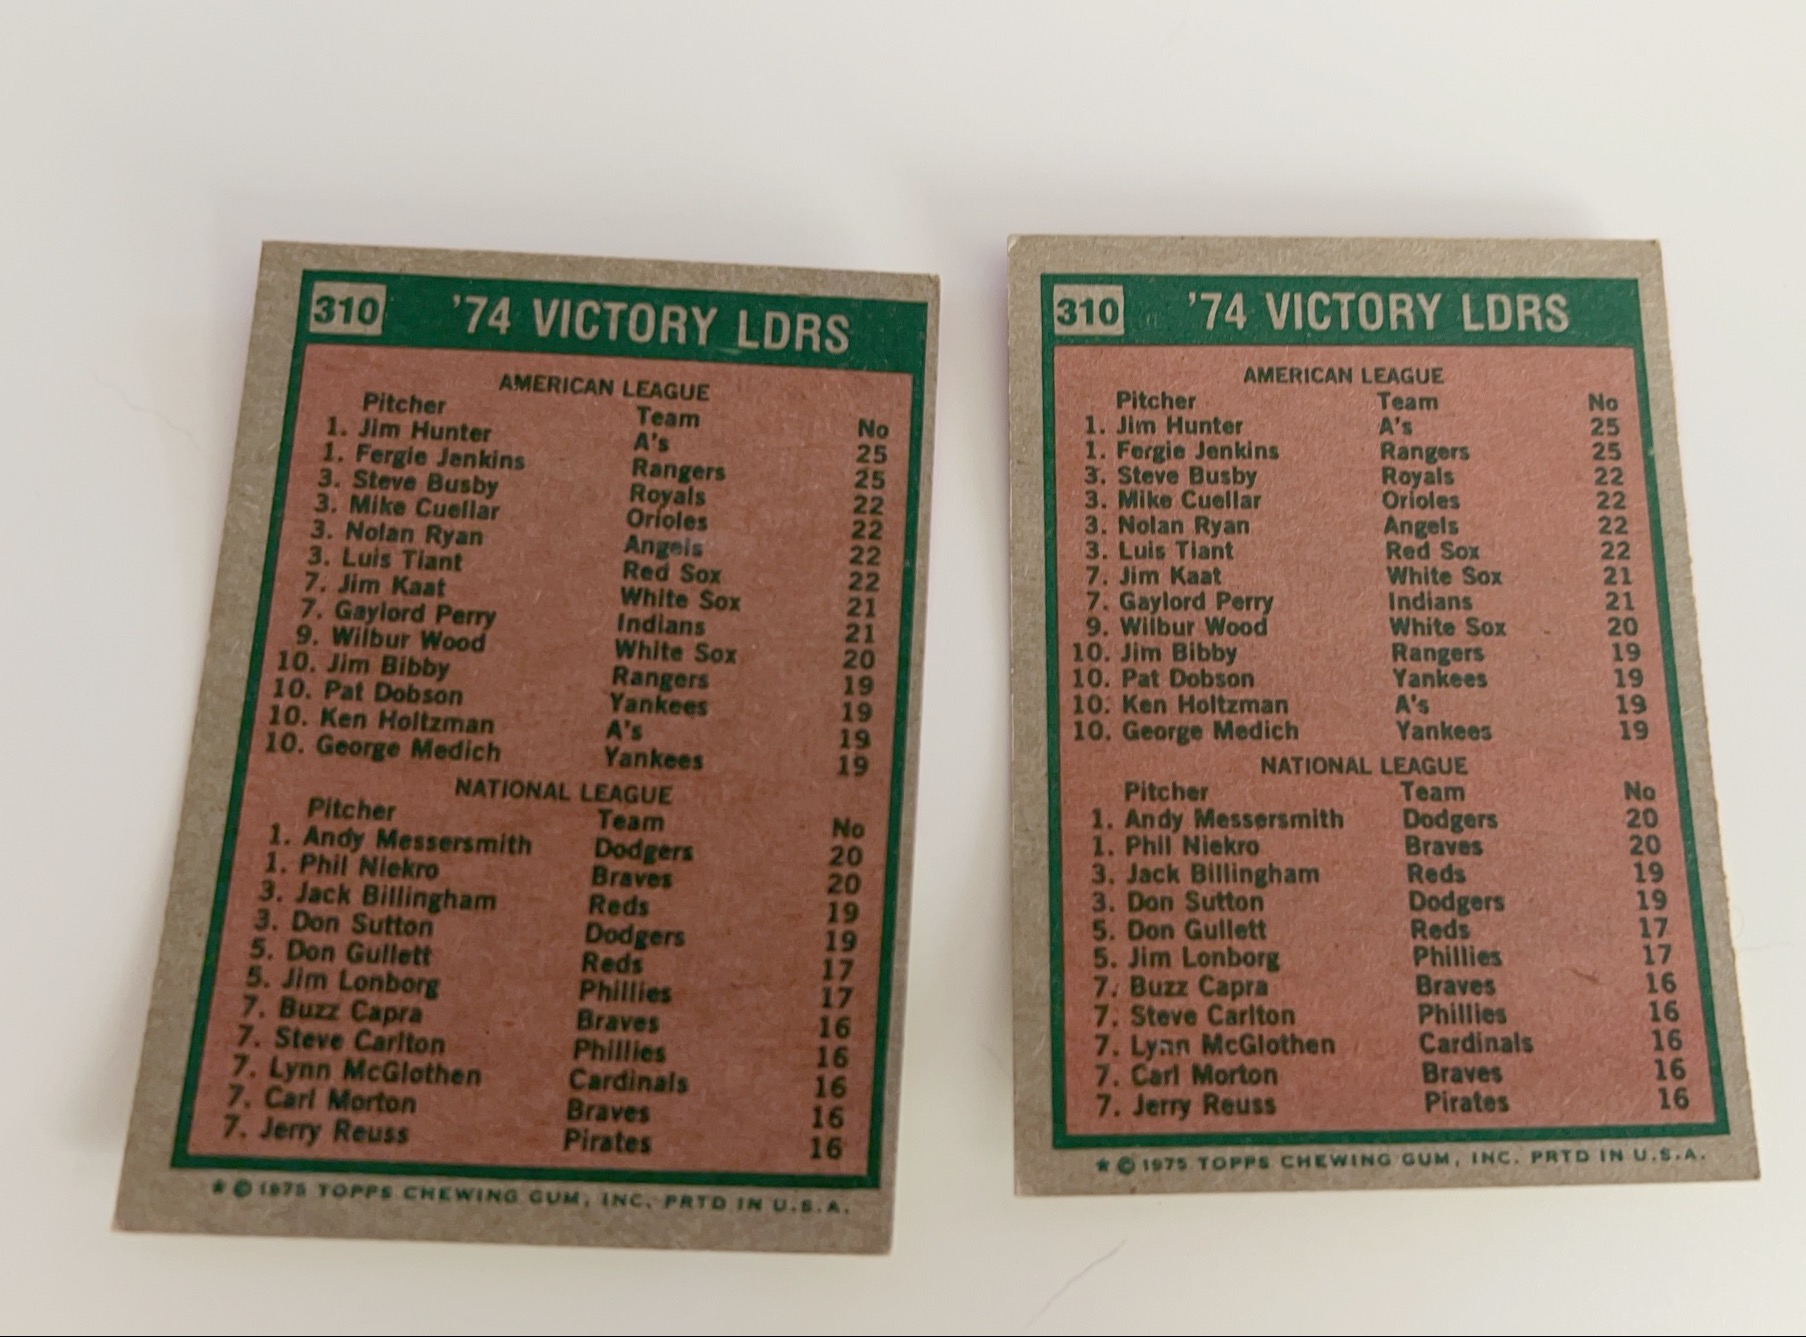 310 '74 VICTORY LDRS
AMERICAN LEAGUE
Pitcher Team No
1. Jim Hunter A's 25
1. Fergie Jenkins Rangers 25
3. Steve Busby Royals 22
3. Mike Cuellar Orioles 22
3. Nolan Ryan Angels 22
3. Luis Tiant Red Sox 22
7. Jim Kaat White Sox 21
7. Gaylord Perry Indians 21
9. Wilbur Wood White Sox 20
10. Jim Bibby Rangers 19
10. Pat Dobson Yankees 19
10. Ken Holtzman A's 19
10. George Medich Yankees 19
NATIONAL LEAGUE
Pitcher Team No
1. Andy Messersmith Dodgers 20
1. Phil Niekro Braves 20
3. Jack Billingham Reds 19
3. Don Sutton Dodgers 19
5. Don Gullett Reds 17
5. Jim Lonborg Phillies 17
7. Buzz Capra Braves 16
7. Steve Carlton Phillies 16
7. Lynn McGlothen Cardinals 16
7. Carl Morton Braves 16
7. Jerry Reuss Pirates 16
* © 1975 TOPPS CHEWING GUM, INC. PRTD IN U.S.A.
310 '74 VICTORY LDRS
AMERICAN LEAGUE
Pitcher Team No
1. Jim Hunter A's 25
1. Fergie Jenkins Rangers 25
3. Steve Busby Royals 22
3. Mike Cuellar Orioles 22
3. Nolan Ryan Angels 22
3. Luis Tiant Red Sox 22
7. Jim Kaat White Sox 21
7. Gaylord Perry Indians 21
9. Wilbur Wood White Sox 20
10. Jim Bibby Rangers 19
10. Pat Dobson Yankees 19
10. Ken Holtzman A's 19
10. George Medich Yankees 19
NATIONAL LEAGUE
Pitcher Team No
1. Andy Messersmith Dodgers 20
1. Phil Niekro Braves 20
3. Jack Billingham Reds 19
3. Don Sutton Dodgers 19
5. Don Gullett Reds 17
5. Jim Lonborg Phillies 17
7. Buzz Capra Braves 16
7. Steve Carlton Phillies 16
7. Lynn McGlothen Cardinals 16
7. Carl Morton Braves 16
7. Jerry Reuss Pirates 16
* © 1975 TOPPS CHEWING GUM, INC. PRTD IN U.S.A.